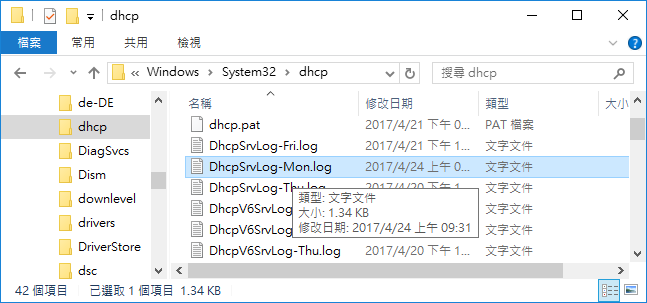 dhcp
檔案 常用 共用 檢視
« Windows > System32 > dhcp 搜尋 dhcp
de-DE
dhcp
DiagSvcs
Dism
downlevel
drivers
DriverStore
dsc
名稱 修改日期 類型 大小
dhcp.pat 2017/4/21 下午 0... PAT 檔案
DhcpSrvLog-Fri.log 2017/4/21 下午 0... 文字文件
DhcpSrvLog-Mon.log 2017/4/24 上午 0... 文字文件
DhcpSrvLog-Thu.log 2017/4/20 下午 1... 文字文件
DhcpV6SrvLog 文字文件
DhcpV6SrvLog 文字文件
DhcpV6SrvLog-Thu.log 2017/4/20 下午 1... 文字文件
類型: 文字文件
大小: 1.34 KB
修改日期: 2017/4/24 上午 09:31
42 個項目 已選取 1 個項目 1.34 KB